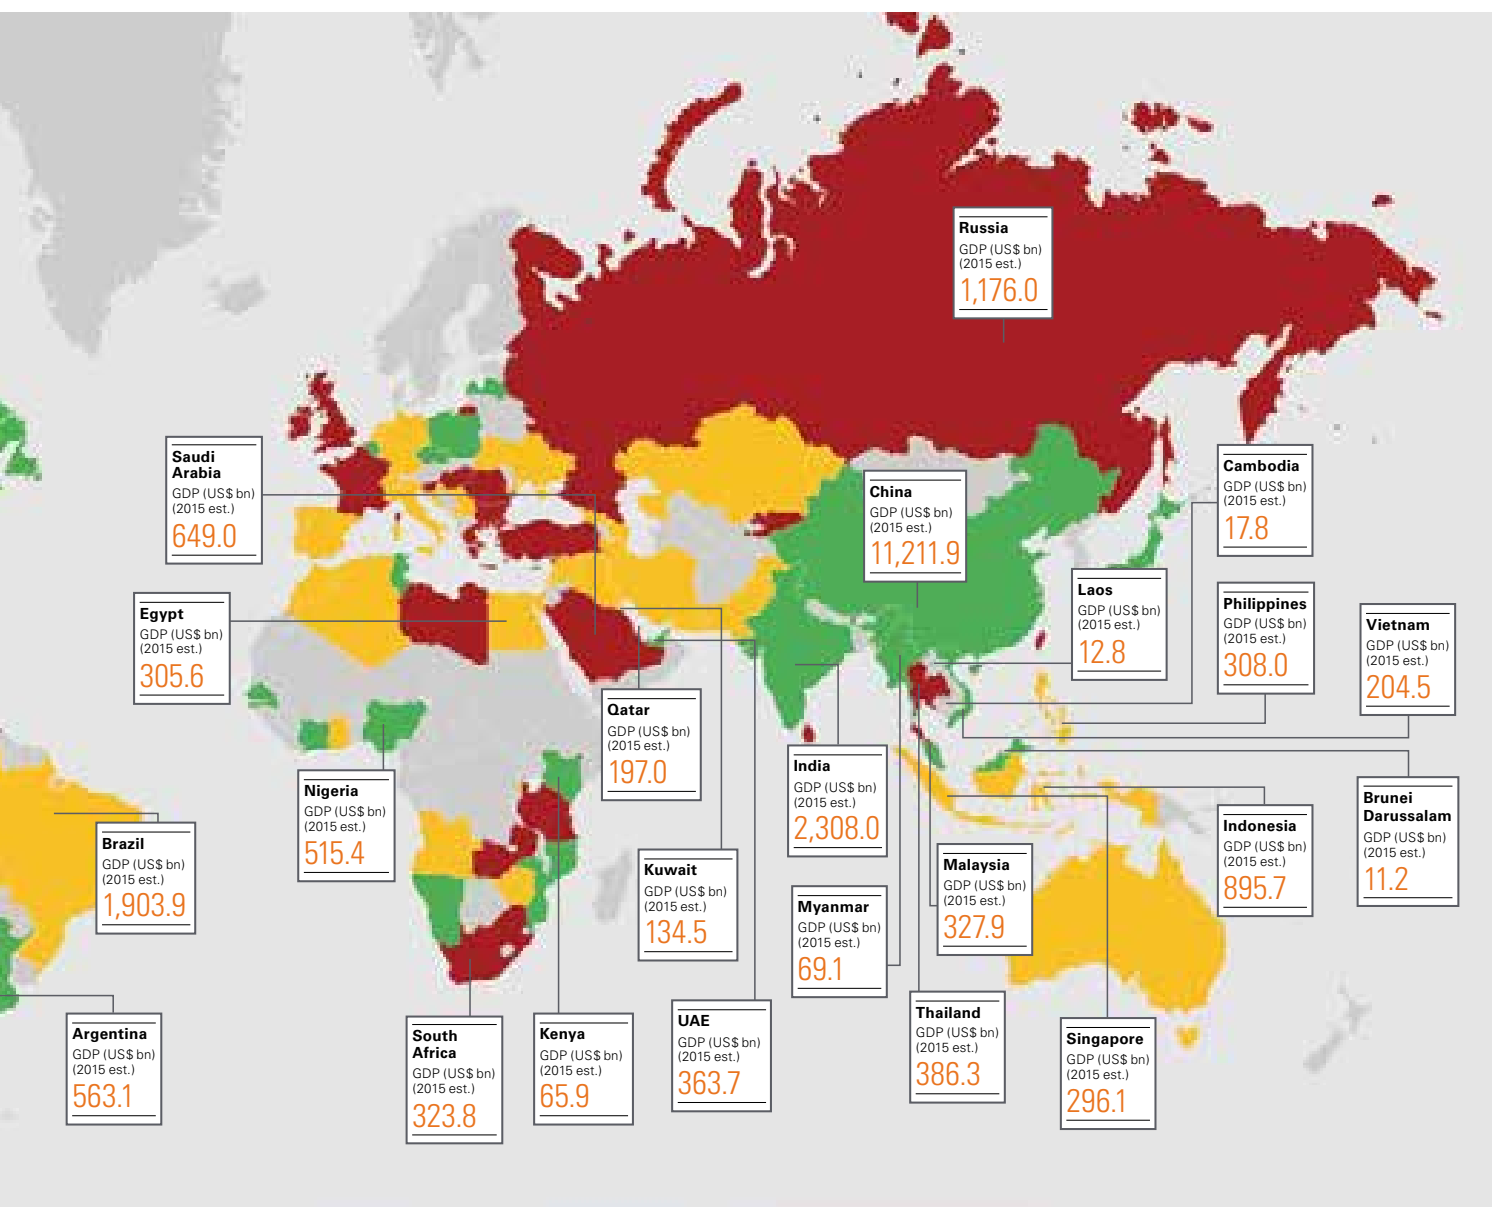 Russia
GDP (US$ bn)
(2015 est.)
1,176.0
Saudi
Arabia
GDP (US$ bn)
(2015 est.)
649.0
China
GDP (US$ bn)
(2015 est.)
11,211.9
Cambodia
GDP (US$ bn)
(2015 est.)
17.8
Laos
GDP (US$ bn)
(2015 est.)
12.8
Philippines
GDP (US$ bn)
(2015 est.)
308.0
Vietnam
GDP (US$ bn)
(2015 est.)
204.5
Egypt
GDP (US$ bn)
(2015 est.)
305.6
Qatar
GDP (US$ bn)
(2015 est.)
197.0
India
GDP (US$ bn)
(2015 est.)
2,308.0
Nigeria
GDP (US$ bn)
(2015 est.)
515.4
Brunei
Darussalam
GDP (US$ bn)
(2015 est.)
11.2
Indonesia
GDP (US$ bn)
(2015 est.)
895.7
Brazil
GDP (US$ bn)
(2015 est.)
1,903.9
Kuwait
GDP (US$ bn)
(2015 est.)
134.5
Malaysia
GDP (US$ bn)
(2015 est.)
327.9
Myanmar
GDP (US$ bn)
(2015 est.)
69.1
Argentina
GDP (US$ bn)
(2015 est.)
563.1
South
Africa
GDP (US$ bn)
(2015 est.)
323.8
Kenya
GDP (US$ bn)
(2015 est.)
65.9
UAE
GDP (US$ bn)
(2015 est.)
363.7
Thailand
GDP (US$ bn)
(2015 est.)
386.3
Singapore
GDP (US$ bn)
(2015 est.)
296.1